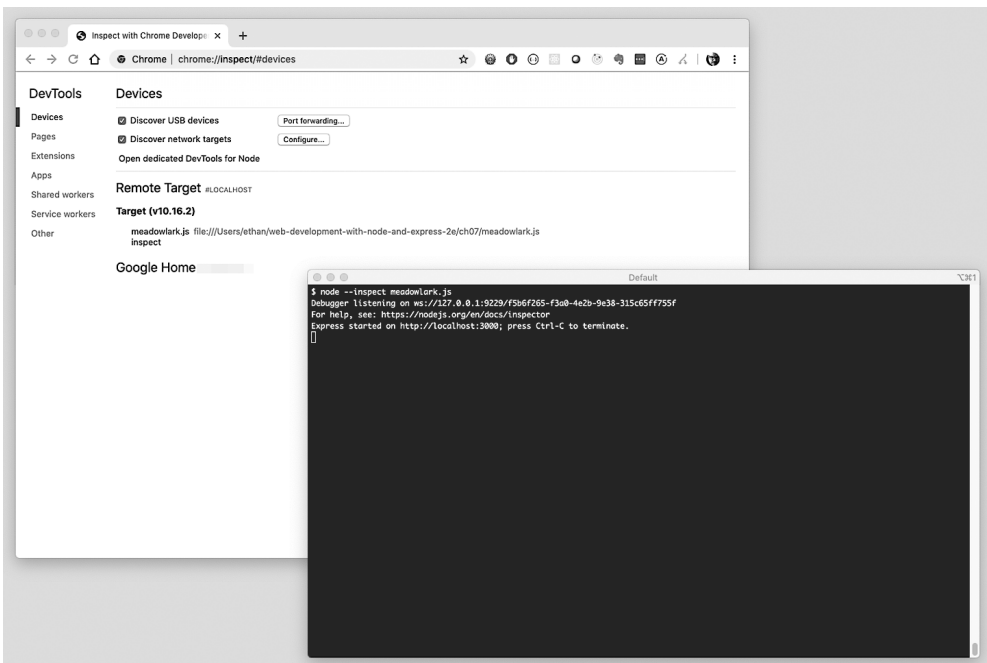 Inspect with Chrome Develope
Chrome | chrome://inspect/#devices
DevTools
Devices
Pages
Extensions
Apps
Shared workers
Service workers
Other
Devices
Discover USB devices Port forwarding...
Discover network targets Configure...
Open dedicated DevTools for Node
Remote Target #LOCALHOST
Target (v10.16.2)
meadowlark.js file:///Users/ethan/web-development-with-node-and-express-2e/ch07/meadowlark.js
inspect
Google Home
Default ⌥⌘1
$ node --inspect meadowlark.js
Debugger listening on ws://127.0.0.1:9229/f5b6f265-f3a0-4e2b-9e38-315c65ff755f
For help, see: https://nodejs.org/en/docs/inspector
Express started on http://localhost:3000; press Ctrl-C to terminate.